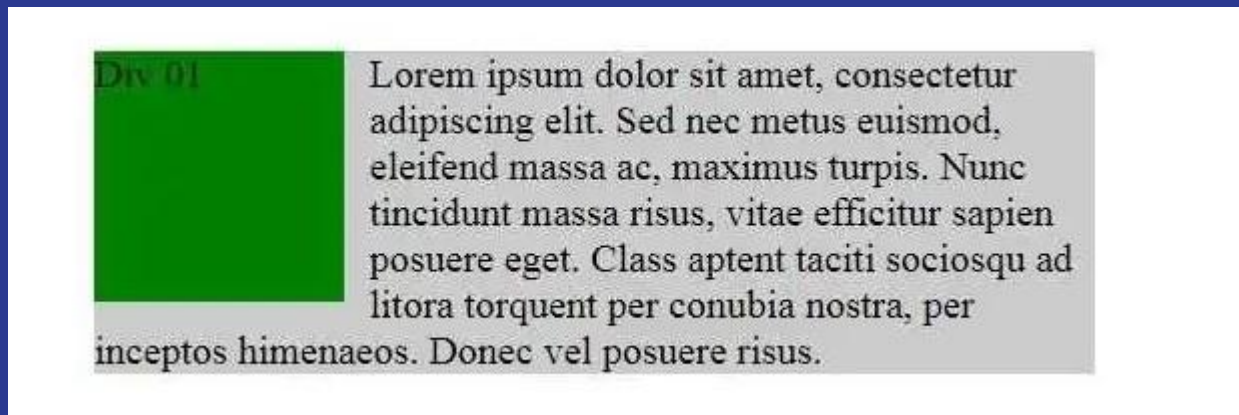 Div 01
Lorem ipsum dolor sit amet, consectetur
adipiscing elit. Sed nec metus euismod,
eleifend massa ac, maximus turpis. Nunc
tincidunt massa risus, vitae efficitur sapien
posuere eget. Class aptent taciti sociosqu ad
litora torquent per conubia nostra, per
inceptos himenaeos. Donec vel posuere risus.